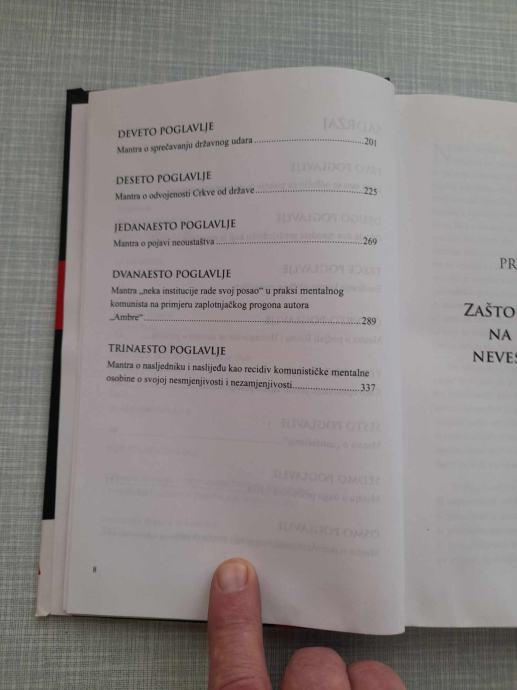 DEVETO POGLAVLJE
Mantra o sprečavanju državnog udara.....201
DESETO POGLAVLJE
Mantra o odvojenosti Crkve od države.....225
JEDANAESTO POGLAVLJE
Mantra o pojavi neoustaštva.....269
DVANAESTO POGLAVLJE
Mantra „neka institucije rade svoj posao" u praksi mentalnog
komunista na primjeru zaplotnjačkog progona autora
„Ambre".....289
TRINAESTO POGLAVLJE
Mantra o nasljedniku i naslijeđu kao recidiv komunističke mentalne
osobine o svojoj nesmjenjivosti i nezamjenjivosti.....337
8
PR
ZAŠTO
NA
NEVES